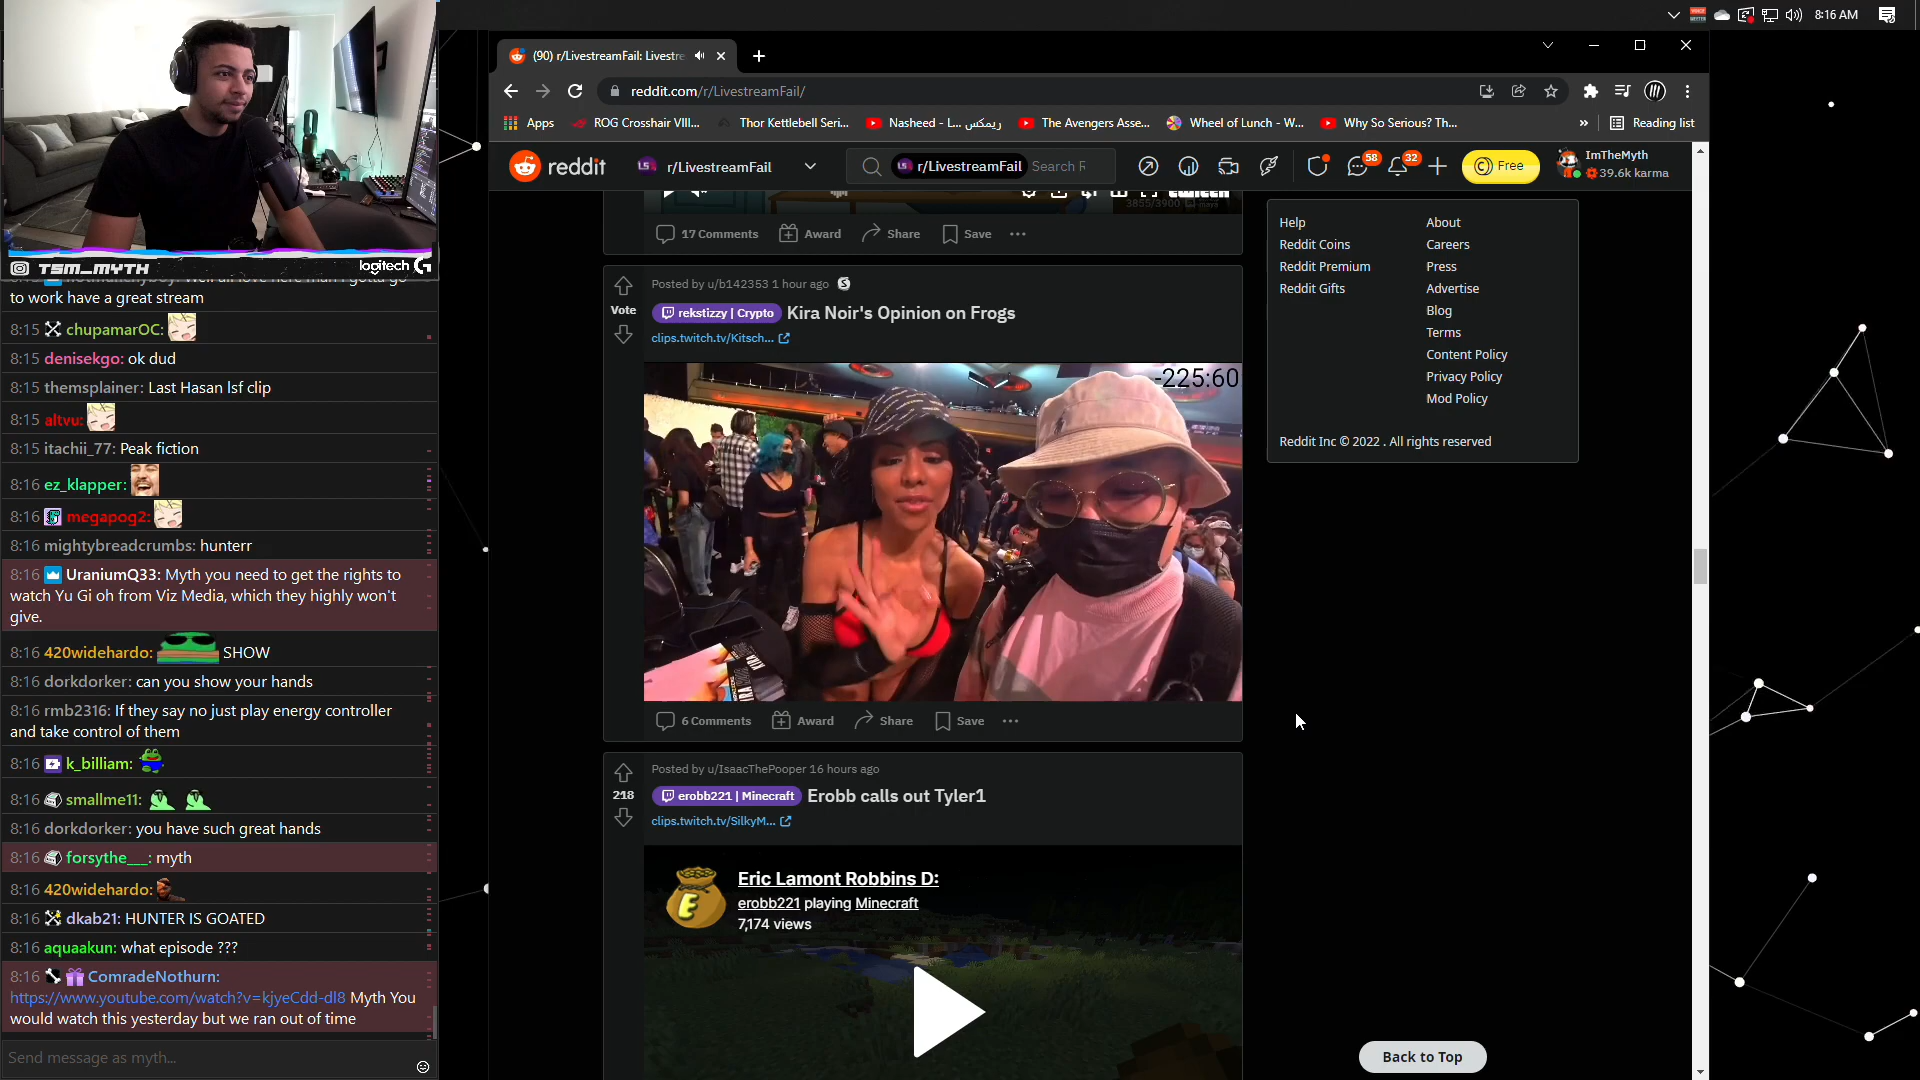 8:16 AM
(90) r/LivestreamFail: Livestre
reddit.com/r/LivestreamFail/
Apps
ROG Crosshair VIII...
Thor Kettlebell Seri...
Nasheed - L... ريمكس
The Avengers Asse...
Wheel of Lunch - W...
Why So Serious? Th...
»
Reading list
reddit
r/LivestreamFail
r/LivestreamFail Search R
58
32
Free
ImTheMyth
39.6k karma
TSM_MYTH
logitech G
to work have a great stream
8:15 chupamarOC:
8:15 denisekgo: ok dud
8:15 themsplainer: Last Hasan lsf clip
8:15 altvu:
8:15 itachii_77: Peak fiction
8:16 ez_klapper:
8:16 megapog2:
8:16 mightybreadcrumbs: hunterr
8:16 UraniumQ33: Myth you need to get the rights to
watch Yu Gi oh from Viz Media, which they highly won't
give.
8:16 420widehardo: SHOW
8:16 dorkdorker: can you show your hands
8:16 rmb2316: If they say no just play energy controller
and take control of them
8:16 k_billiam:
8:16 smallme11:
8:16 dorkdorker: you have such great hands
8:16 forsythe___: myth
8:16 420widehardo:
8:16 dkab21: HUNTER IS GOATED
8:16 aquaakun: what episode ???
8:16 ComradeNothurn:
https://www.youtube.com/watch?v=kjyeCdd-dl8 Myth You
would watch this yesterday but we ran out of time
Send message as myth...
3855/3900
twitch
17 Comments
Award
Share
Save
Posted by u/b142353 1 hour ago
Vote
rekstizzy | Crypto Kira Noir's Opinion on Frogs
clips.twitch.tv/Kitsch...
-225:60
6 Comments
Award
Share
Save
Posted by u/IsaacThePooper 16 hours ago
218
erobb221 | Minecraft Erobb calls out Tyler1
clips.twitch.tv/SilkyM...
E
Eric Lamont Robbins D:
erobb221 playing Minecraft
7,174 views
Help
About
Reddit Coins
Careers
Reddit Premium
Press
Reddit Gifts
Advertise
Blog
Terms
Content Policy
Privacy Policy
Mod Policy
Reddit Inc © 2022 . All rights reserved
Back to Top